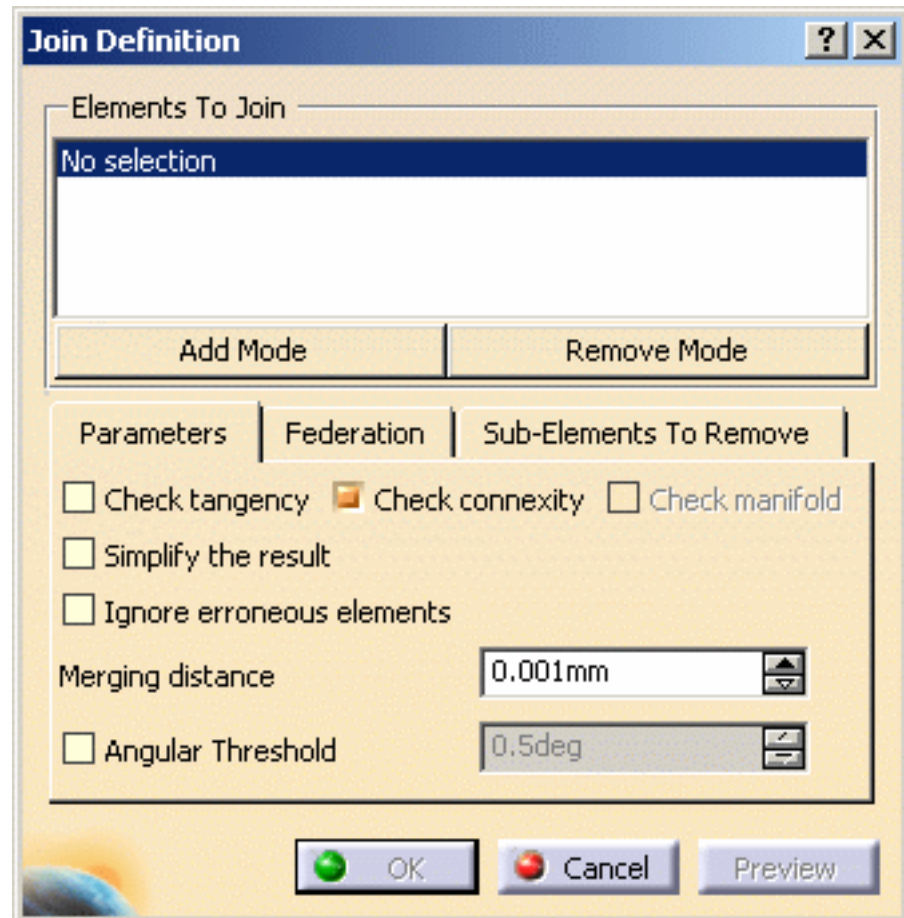 Join Definition
Elements To Join
No selection
Add Mode Remove Mode
Parameters Federation Sub-Elements To Remove
Check tangency Check connexity Check manifold
Simplify the result
Ignore erroneous elements
Merging distance 0.001mm
Angular Threshold 0.5deg
OK Cancel Preview